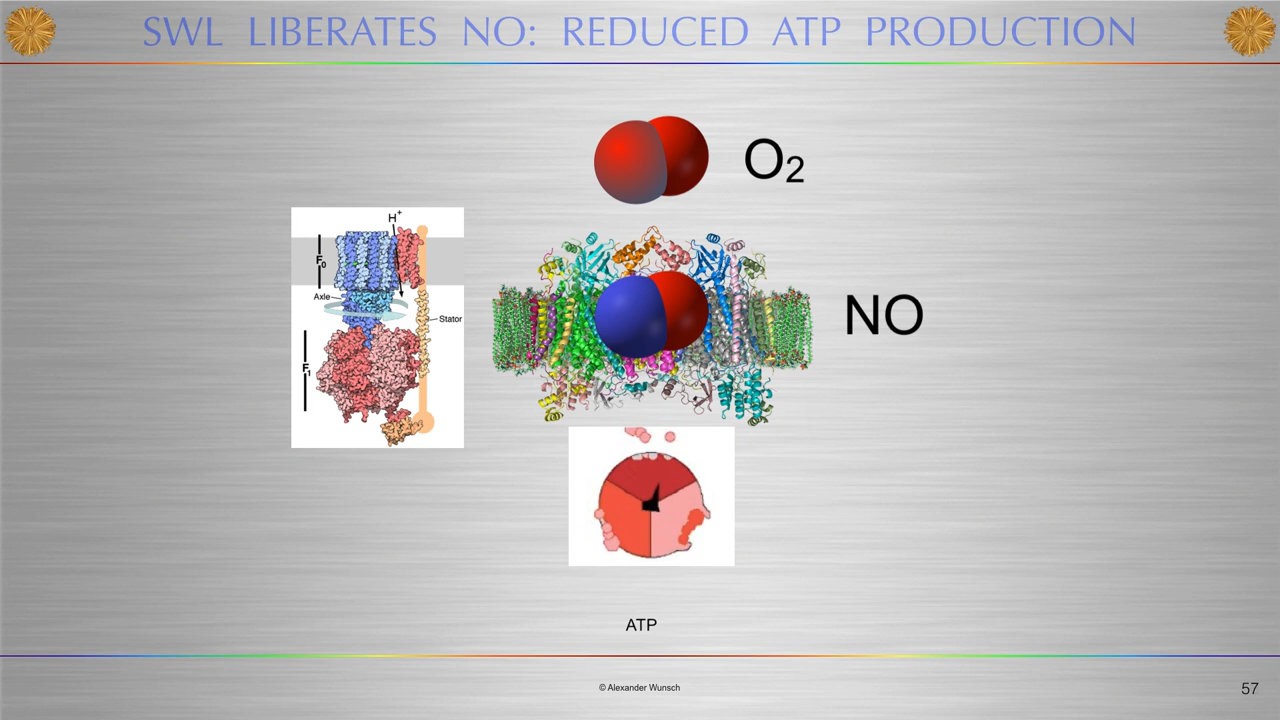 SWL LIBERATES NO: REDUCED ATP PRODUCTION
O₂
H⁺
F₀
Axle
Stator
F₁
NO
ATP
© Alexander Wunsch
57